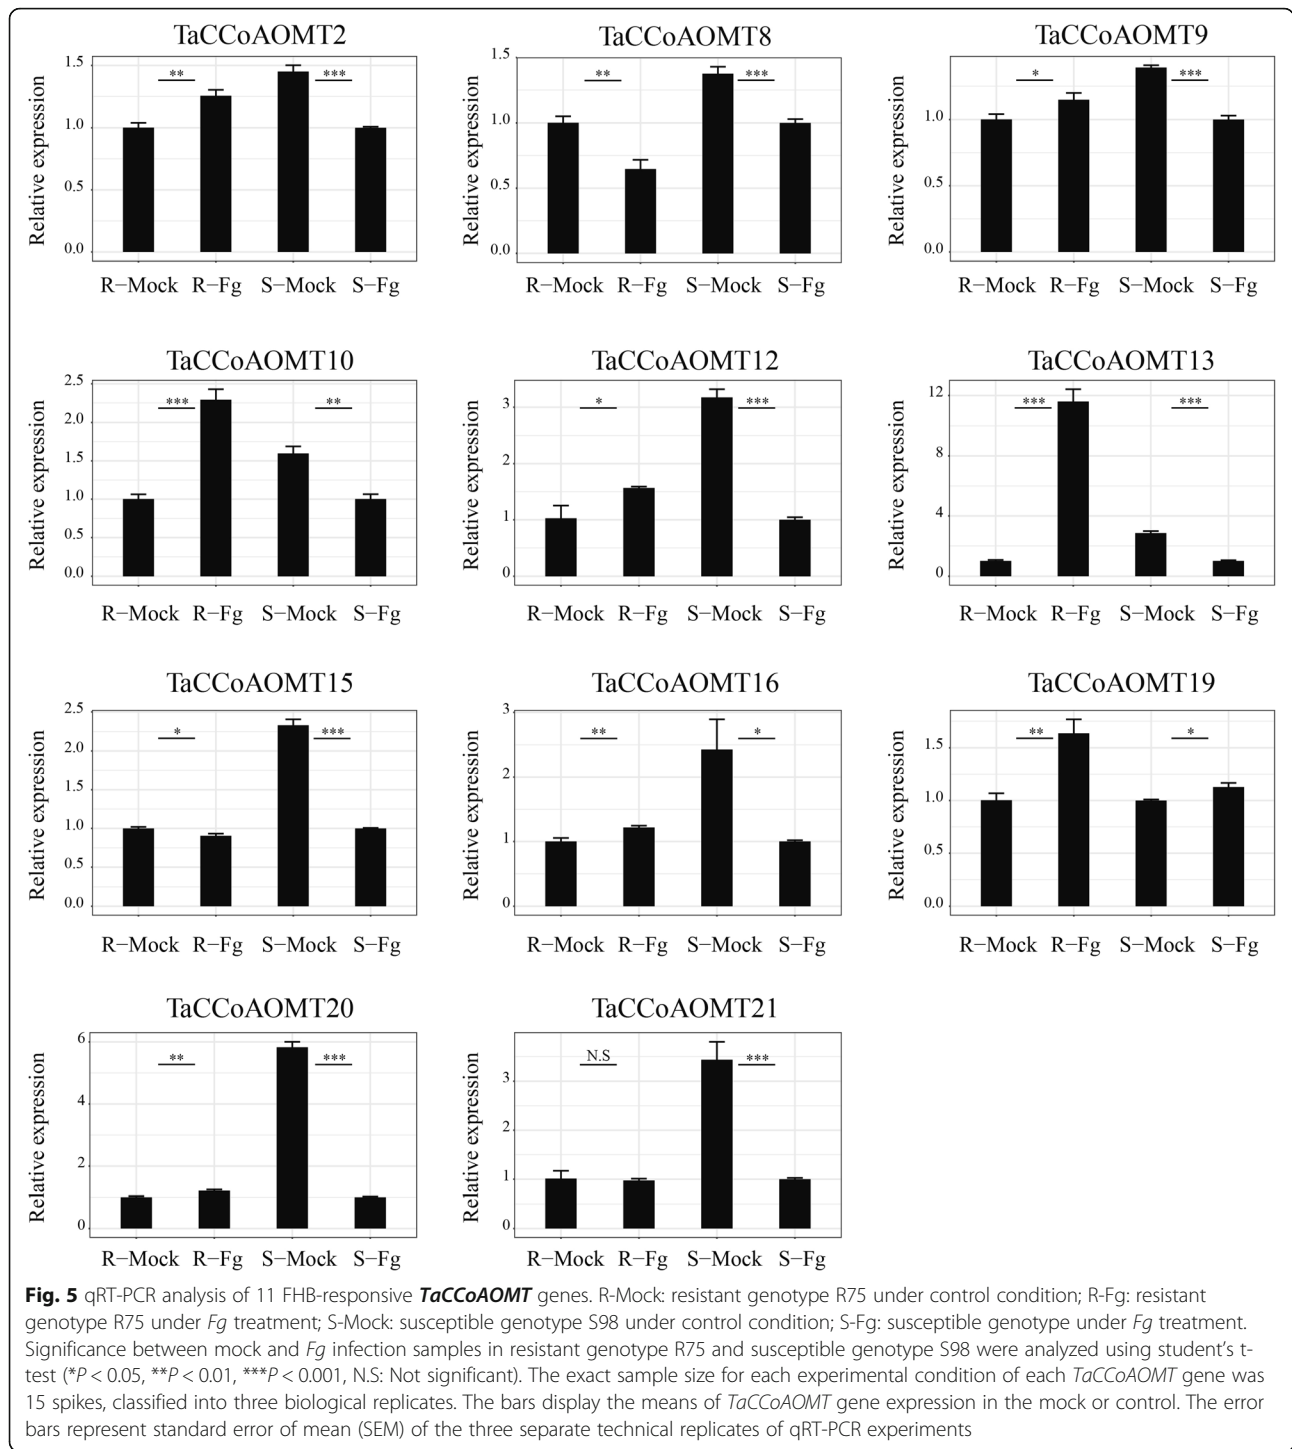 TaCCoAOMT2
Relative expression
1.5
1.0
0.5
0.0
**
***
R−Mock R−Fg S−Mock S−Fg
TaCCoAOMT8
Relative expression
1.5
1.0
0.5
0.0
**
***
R−Mock R−Fg S−Mock S−Fg
TaCCoAOMT9
Relative expression
1.0
0.5
0.0
*
***
R−Mock R−Fg S−Mock S−Fg
TaCCoAOMT10
Relative expression
2.5
2.0
1.5
1.0
0.5
0.0
***
**
R−Mock R−Fg S−Mock S−Fg
TaCCoAOMT12
Relative expression
3
2
1
0
*
***
R−Mock R−Fg S−Mock S−Fg
TaCCoAOMT13
Relative expression
12
8
4
0
***
***
R−Mock R−Fg S−Mock S−Fg
TaCCoAOMT15
Relative expression
2.5
2.0
1.5
1.0
0.5
0.0
*
***
R−Mock R−Fg S−Mock S−Fg
TaCCoAOMT16
Relative expression
3
2
1
0
**
*
R−Mock R−Fg S−Mock S−Fg
TaCCoAOMT19
Relative expression
1.5
1.0
0.5
0.0
**
*
R−Mock R−Fg S−Mock S−Fg
TaCCoAOMT20
Relative expression
6
4
2
0
**
***
R−Mock R−Fg S−Mock S−Fg
TaCCoAOMT21
Relative expression
3
2
1
0
N.S
***
R−Mock R−Fg S−Mock S−Fg
Fig. 5 qRT-PCR analysis of 11 FHB-responsive TaCCoAOMT genes. R-Mock: resistant genotype R75 under control condition; R-Fg: resistant
genotype R75 under Fg treatment; S-Mock: susceptible genotype S98 under control condition; S-Fg: susceptible genotype under Fg treatment.
Significance between mock and Fg infection samples in resistant genotype R75 and susceptible genotype S98 were analyzed using student's t-
test (*P < 0.05, **P < 0.01, ***P < 0.001, N.S: Not significant). The exact sample size for each experimental condition of each TaCCoAOMT gene was
15 spikes, classified into three biological replicates. The bars display the means of TaCCoAOMT gene expression in the mock or control. The error
bars represent standard error of mean (SEM) of the three separate technical replicates of qRT-PCR experiments